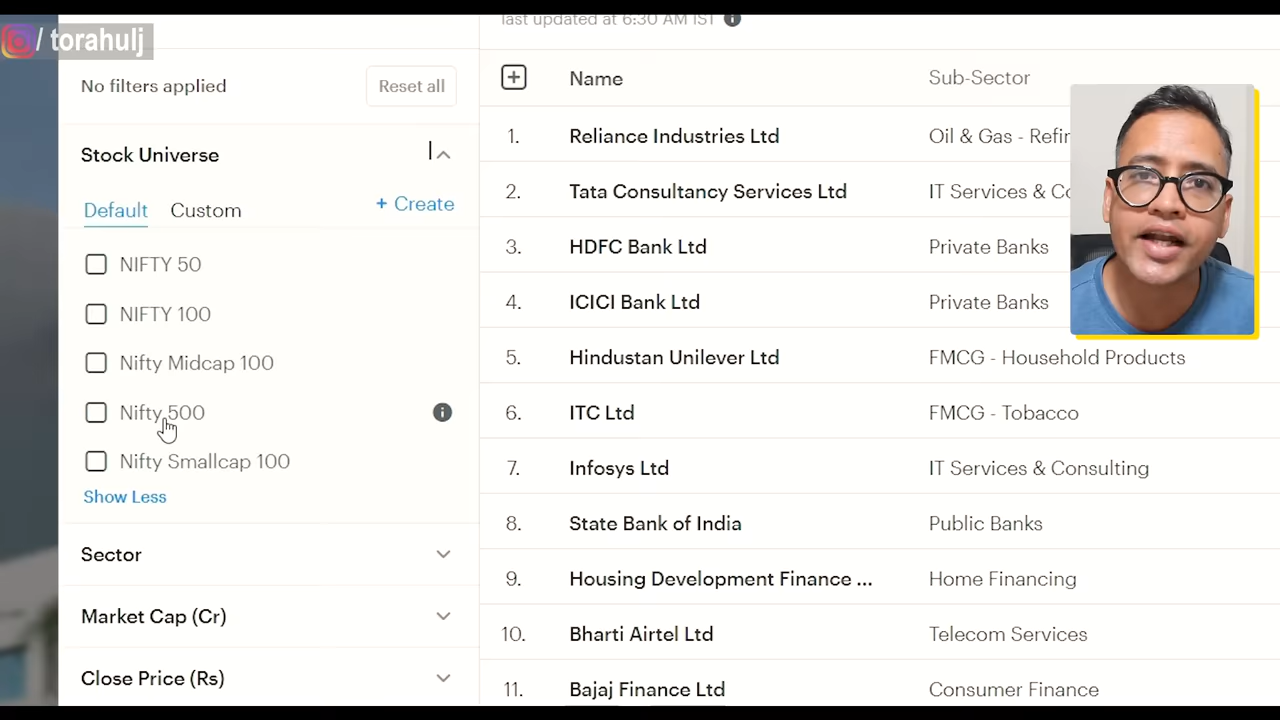 / torahulj
last updated at 6:30 AM IST
No filters applied
Reset all
Stock Universe
Default
Custom
+ Create
NIFTY 50
NIFTY 100
Nifty Midcap 100
Nifty 500
Nifty Smallcap 100
Show Less
Sector
Market Cap (Cr)
Close Price (Rs)
Name
Sub-Sector
1. Reliance Industries Ltd Oil & Gas - Refin
2. Tata Consultancy Services Ltd IT Services & Co
3. HDFC Bank Ltd Private Banks
4. ICICI Bank Ltd Private Banks
5. Hindustan Unilever Ltd FMCG - Household Products
6. ITC Ltd FMCG - Tobacco
7. Infosys Ltd IT Services & Consulting
8. State Bank of India Public Banks
9. Housing Development Finance ... Home Financing
10. Bharti Airtel Ltd Telecom Services
11. Bajaj Finance Ltd Consumer Finance